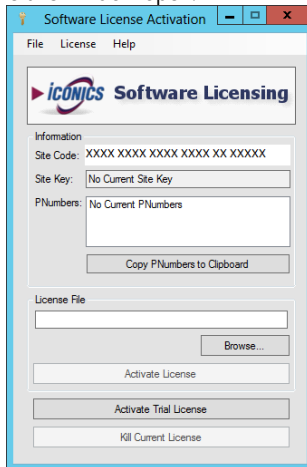 Software License Activation
File License Help
ICONICS Software Licensing
Information
Site Code: XXXX XXXX XXXX XXXX XX XXXXX
Site Key: No Current Site Key
PNumbers: No Current PNumbers
Copy PNumbers to Clipboard
License File
Browse...
Activate License
Activate Trial License
Kill Current License